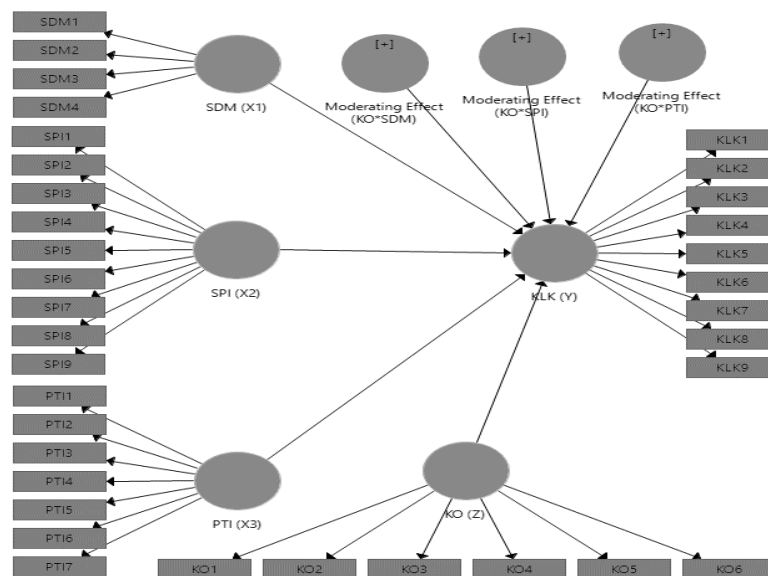 SDM1
SDM2
SDM3
SDM4
SDM (X1)
[+]
Moderating Effect
(KO*SDM)
[+]
Moderating Effect
(KO*SPI)
[+]
Moderating Effect
(KO*PTI)
SPI1
SPI2
SPI3
SPI4
SPI5
SPI6
SPI7
SPI8
SPI9
SPI (X2)
KLK (Y)
KLK1
KLK2
KLK3
KLK4
KLK5
KLK6
KLK7
KLK8
KLK9
PTI1
PTI2
PTI3
PTI4
PTI5
PTI6
PTI7
PTI (X3)
KO (Z)
KO1
KO2
KO3
KO4
KO5
KO6